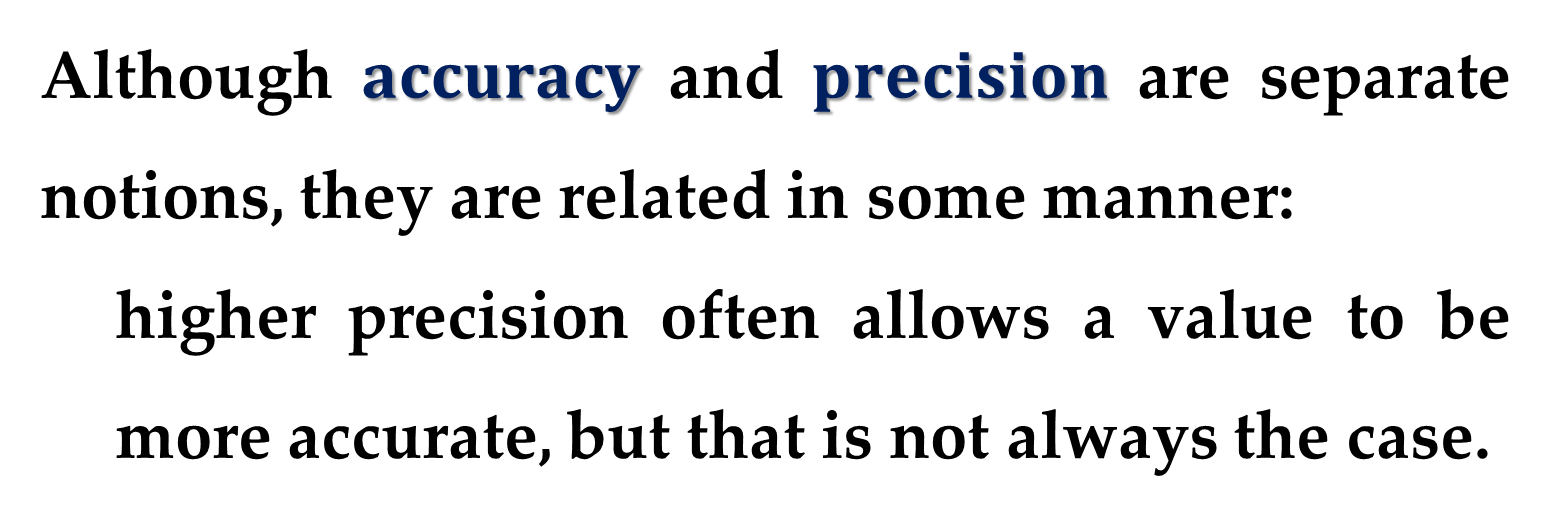 Although accuracy and precision are separate
notions, they are related in some manner:
higher precision often allows a value to be
more accurate, but that is not always the case.